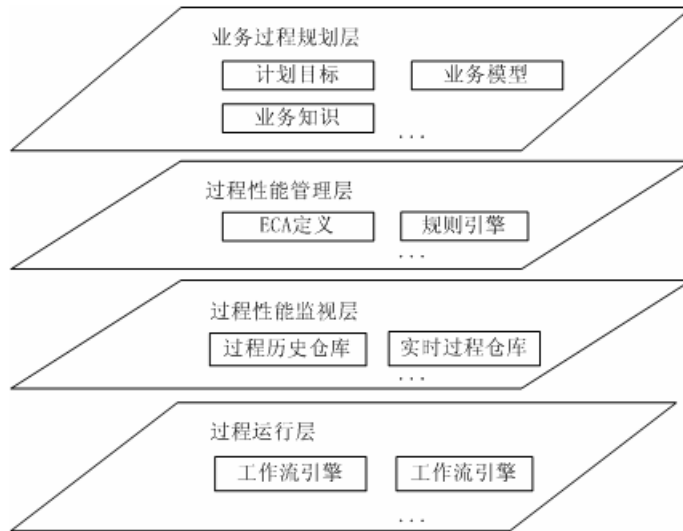 业务过程规划层
计划目标 业务模型
业务知识
...
过程性能管理层
ECA定义 规则引擎
...
过程性能监视层
过程历史仓库 实时过程仓库
...
过程运行层
工作流引擎 工作流引擎
...